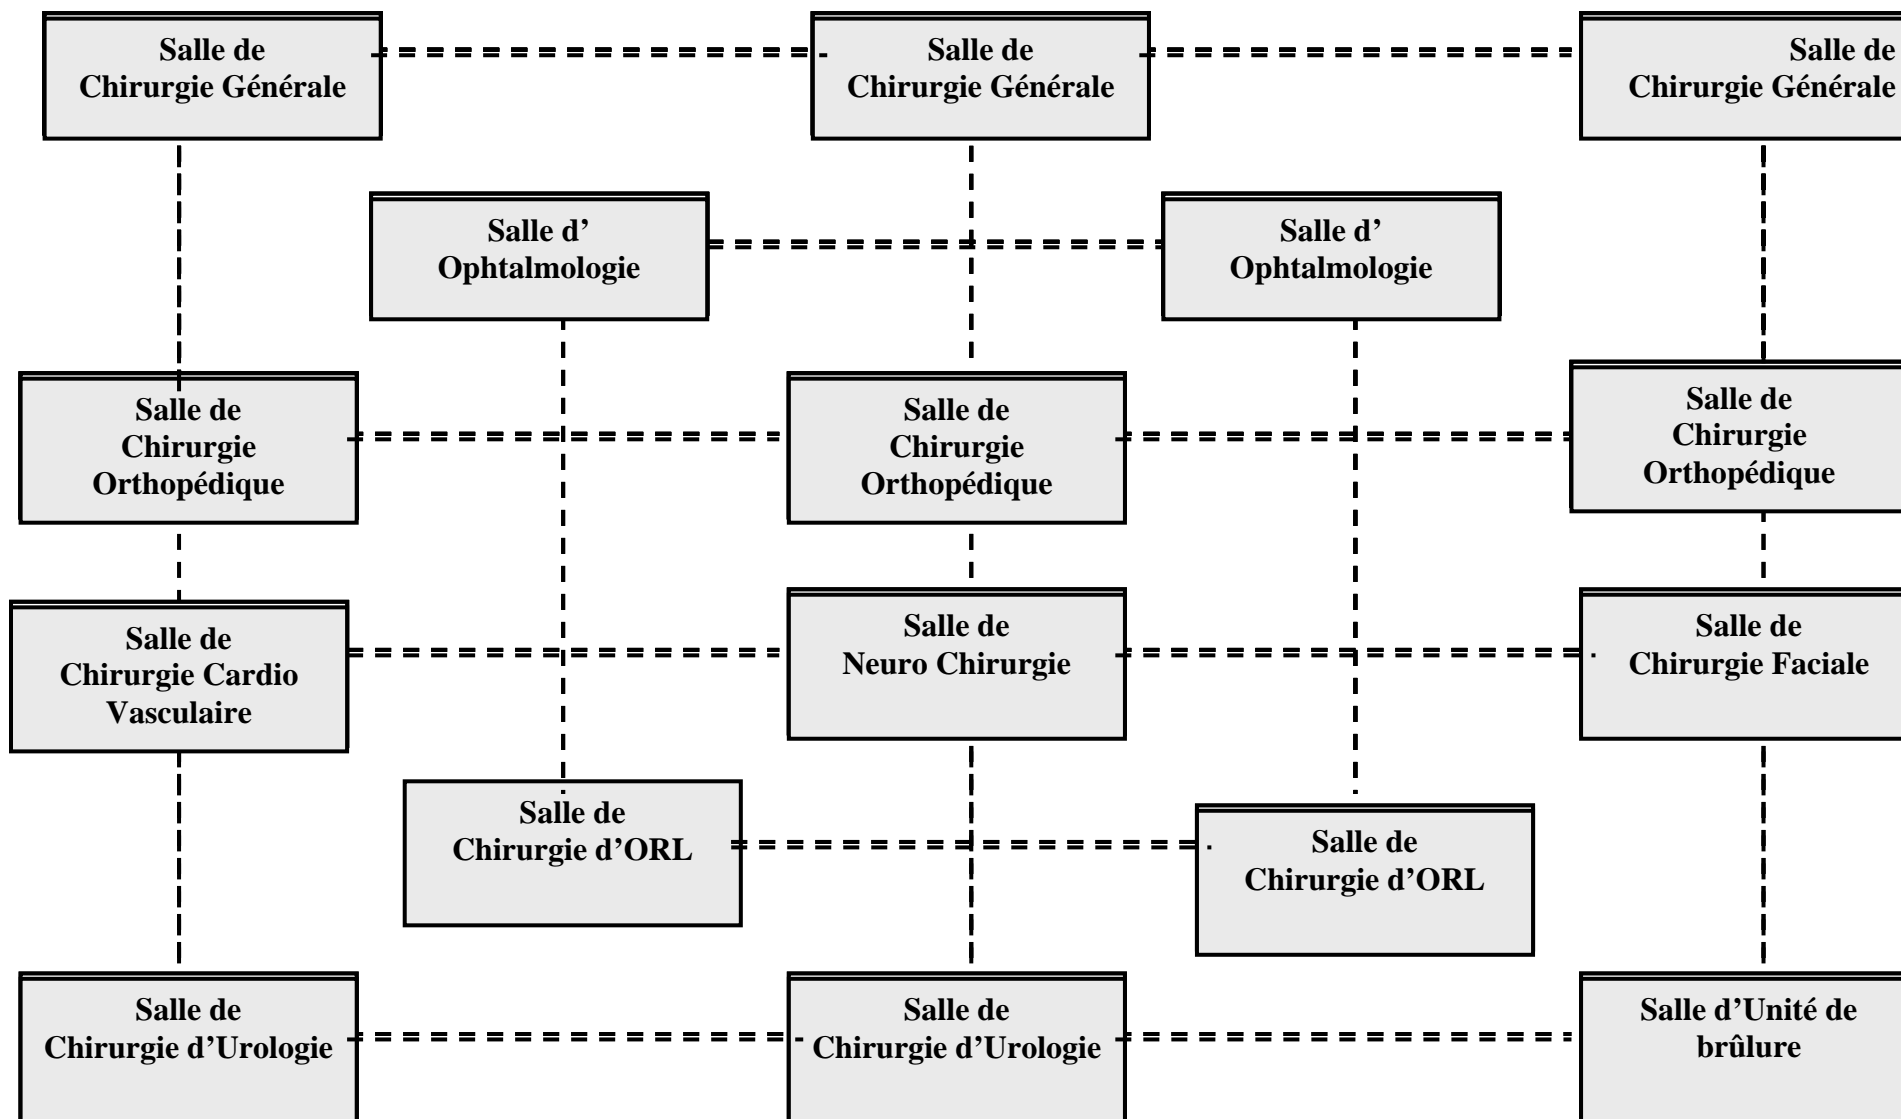 Salle de
Chirurgie Générale
Salle de
Chirurgie Générale
Salle de
Chirurgie Générale
Salle d’
Ophtalmologie
Salle d’
Ophtalmologie
Salle de
Chirurgie
Orthopédique
Salle de
Chirurgie
Orthopédique
Salle de
Chirurgie
Orthopédique
Salle de
Chirurgie Cardio
Vasculaire
Salle de
Neuro Chirurgie
Salle de
Chirurgie Faciale
Salle de
Chirurgie d’ORL
Salle de
Chirurgie d’ORL
Salle de
Chirurgie d’Urologie
Salle de
Chirurgie d’Urologie
Salle d’Unité de
brûlure